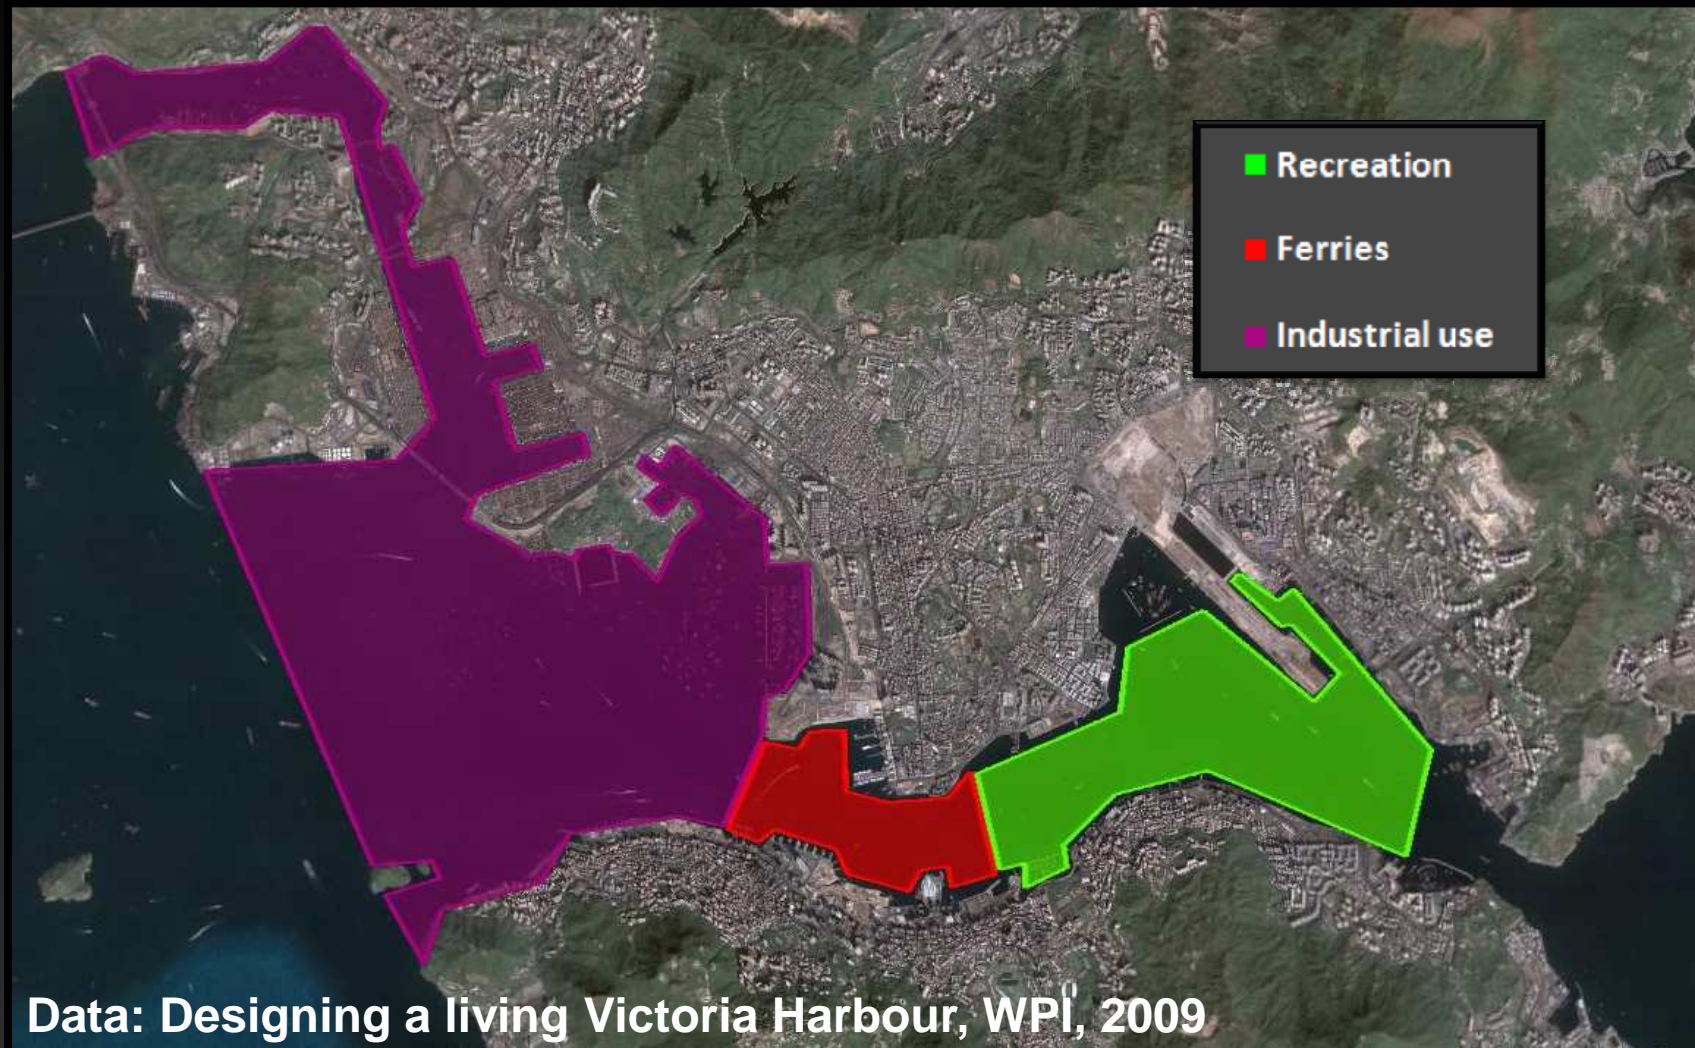 Recreation
Ferries
Industrial use
Data: Designing a living Victoria Harbour, WPI, 2009